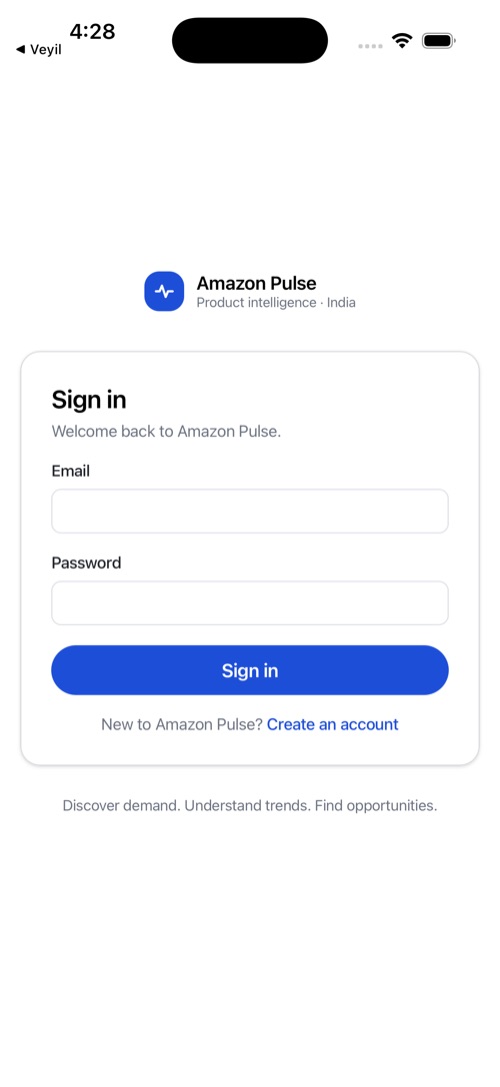 4:28
◀ Veyil
Amazon Pulse
Product intelligence · India
Sign in
Welcome back to Amazon Pulse.
Email
Password
Sign in
New to Amazon Pulse? Create an account
Discover demand. Understand trends. Find opportunities.